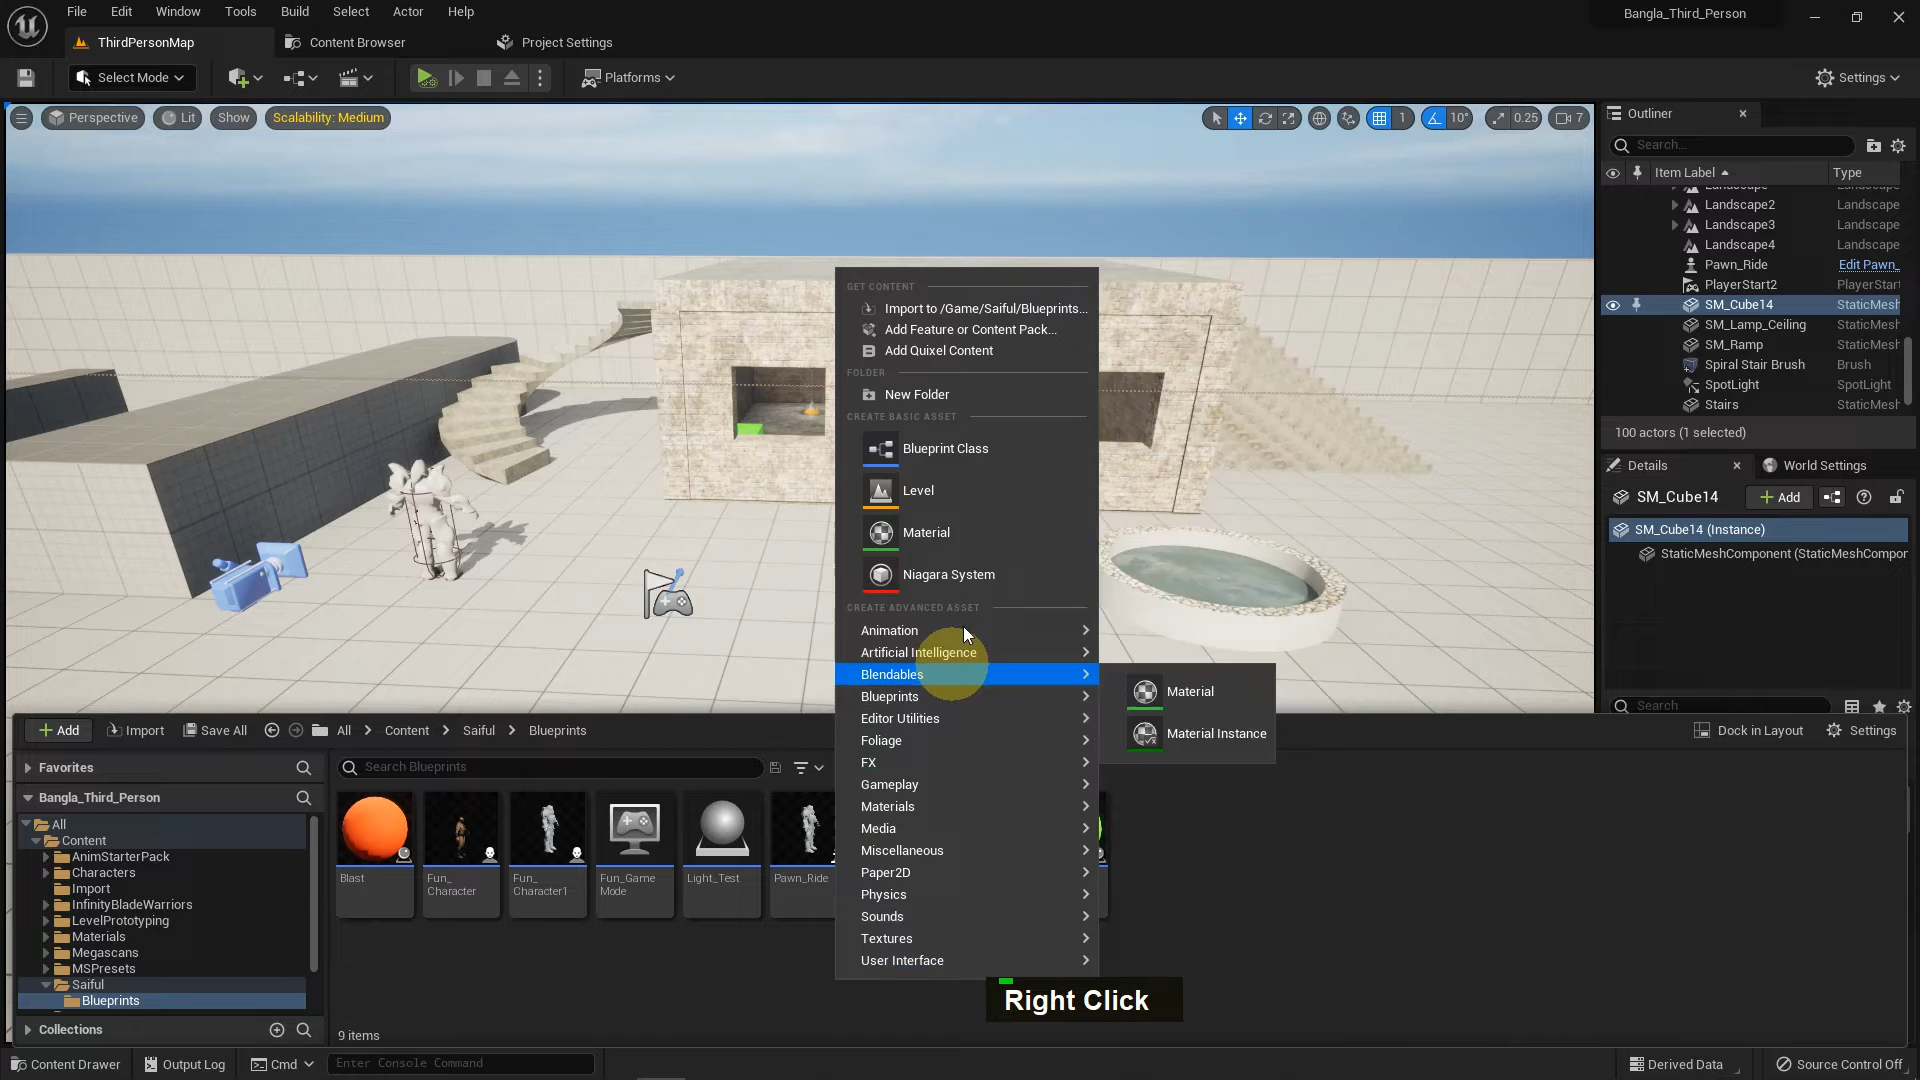 File Edit Window Tools Build Select Actor Help
Bangla_Third_Person
ThirdPersonMap
Content Browser
Project Settings
Select Mode
Platforms
Settings
Perspective
Lit
Show
Scalability: Medium
1
10°
0.25
7
Outliner
Search...
Item Label
Type
Landscape2 Landscape
Landscape3 Landscape
Landscape4 Landscape
Pawn_Ride Edit Pawn_
PlayerStart2 PlayerStart
SM_Cube14 StaticMesh
SM_Lamp_Ceiling StaticMesh
SM_Ramp StaticMesh
Spiral Stair Brush Brush
SpotLight SpotLight
Stairs StaticMesh
100 actors (1 selected)
Details
World Settings
SM_Cube14
Add
SM_Cube14 (Instance)
StaticMeshComponent (StaticMeshCompor
Search
GET CONTENT
Import to /Game/Saiful/Blueprints...
Add Feature or Content Pack...
Add Quixel Content
FOLDER
New Folder
CREATE BASIC ASSET
Blueprint Class
Level
Material
Niagara System
CREATE ADVANCED ASSET
Animation
Artificial Intelligence
Blendables
Blueprints
Editor Utilities
Foliage
FX
Gameplay
Materials
Media
Miscellaneous
Paper2D
Physics
Sounds
Textures
User Interface
Material
Material Instance
Add
Import
Save All
All
Content
Saiful
Blueprints
Dock in Layout
Settings
Favorites
Bangla_Third_Person
All
Content
AnimStarterPack
Characters
Import
InfinityBladeWarriors
LevelPrototyping
Materials
Megascans
MSPresets
Saiful
Blueprints
Collections
Search Blueprints
Blast
Fun_
Character
Fun_
Character1
Fun_Game
Mode
Light_Test
Pawn_Ride
9 items
Right Click
Content Drawer
Output Log
Cmd
Enter Console Command
Derived Data
Source Control Off